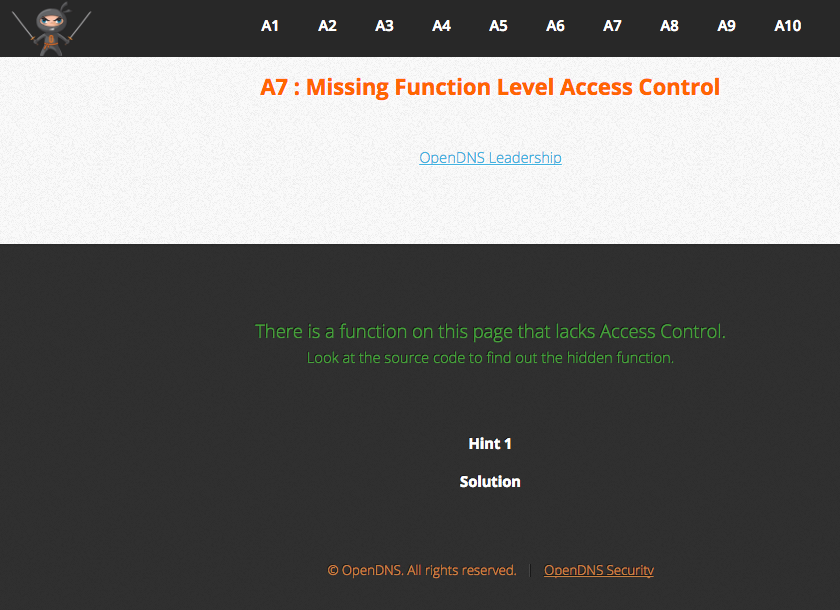 A1 A2 A3 A4 A5 A6 A7 A8 A9 A10
A7 : Missing Function Level Access Control
OpenDNS Leadership
There is a function on this page that lacks Access Control.
Look at the source code to find out the hidden function.
Hint 1
Solution
© OpenDNS. All rights reserved. | OpenDNS Security